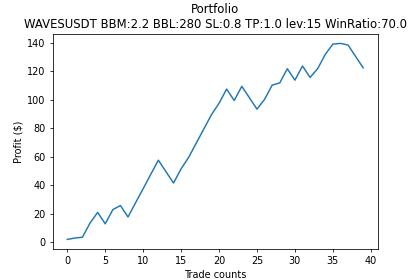 Portfolio
WAVESUSDT BBM:2.2 BBL:280 SL:0.8 TP:1.0 lev:15 WinRatio:70.0
140
120
100
80
60
40
20
0
Profit ($)
0 5 10 15 20 25 30 35 40
Trade counts